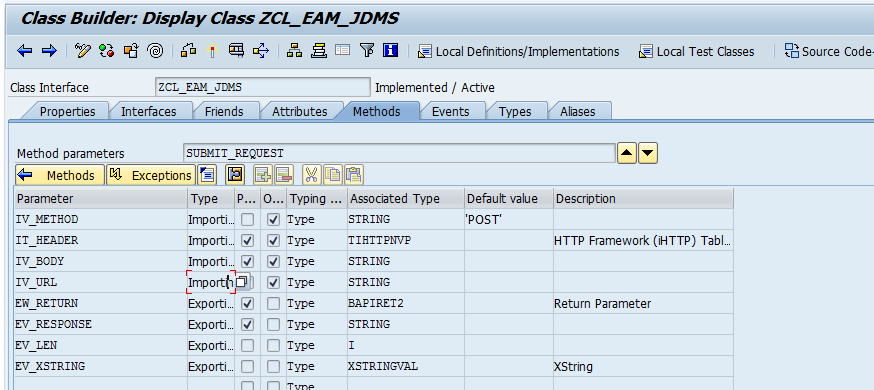 Class Builder: Display Class ZCL_EAM_JDMS
Local Definitions/Implementations Local Test Classes Source Code-
Class Interface ZCL_EAM_JDMS Implemented / Active
Properties Interfaces Friends Attributes Methods Events Types Aliases
Method parameters SUBMIT_REQUEST
Methods Exceptions
Parameter Type P... O... Typing ... Associated Type Default value Description
IV_METHOD Importi... Type STRING 'POST'
IT_HEADER Importi... Type TIHTTPNVP HTTP Framework (iHTTP) Tabl...
IV_BODY Importi... Type STRING
IV_URL Importin Type STRING
EW_RETURN Exporti... Type BAPIRET2 Return Parameter
EV_RESPONSE Exporti... Type STRING
EV_LEN Exporti... Type I
EV_XSTRING Exporti... Type XSTRINGVAL XString
Type